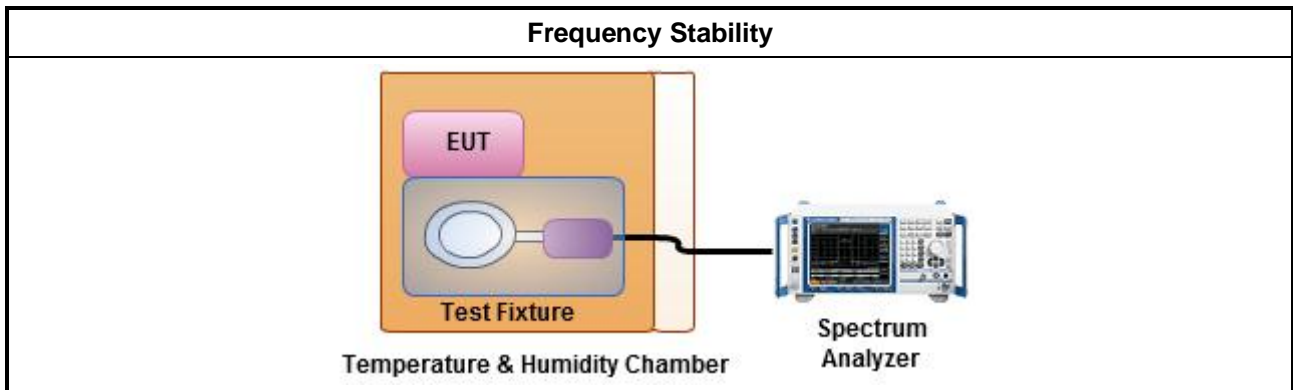 Frequency Stability
EUT
Test Fixture
Temperature & Humidity Chamber
Spectrum
Analyzer